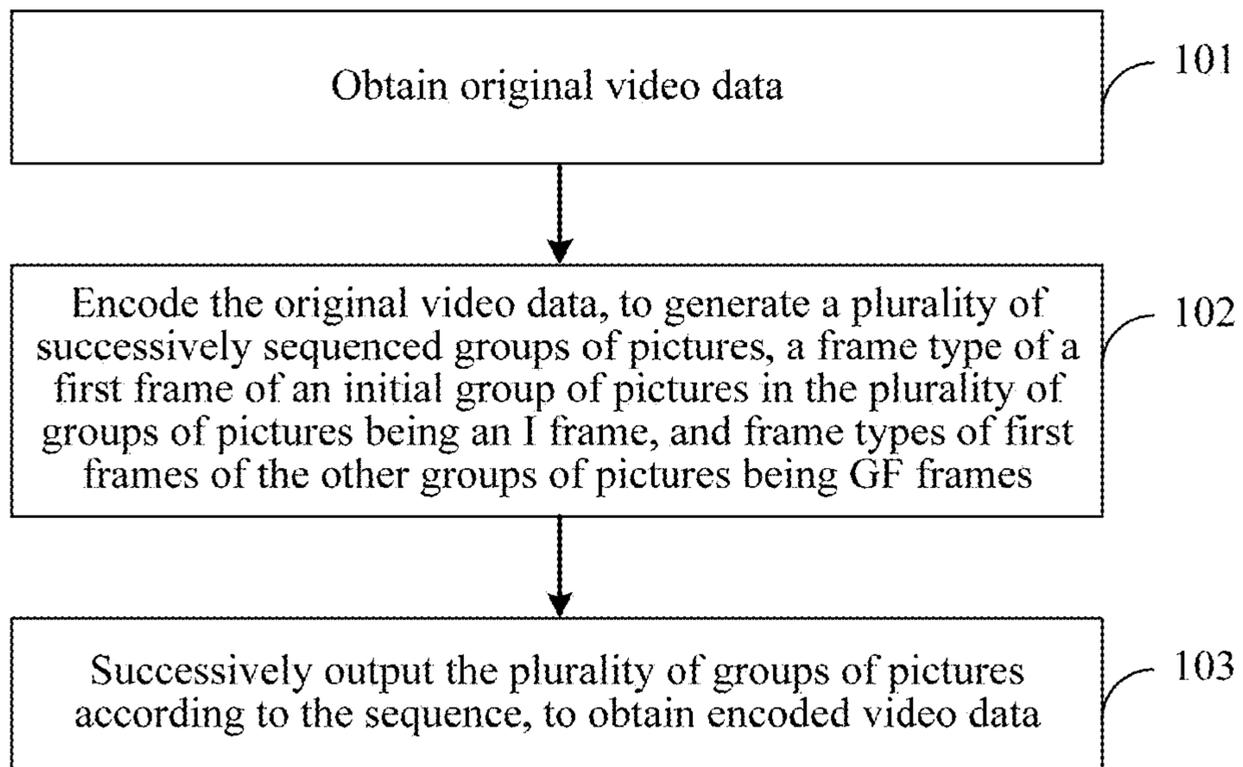 Obtain original video data
101
Encode the original video data, to generate a plurality of
successively sequenced groups of pictures, a frame type of a
first frame of an initial group of pictures in the plurality of
groups of pictures being an I frame, and frame types of first
frames of the other groups of pictures being GF frames
102
Successively output the plurality of groups of pictures
according to the sequence, to obtain encoded video data
103